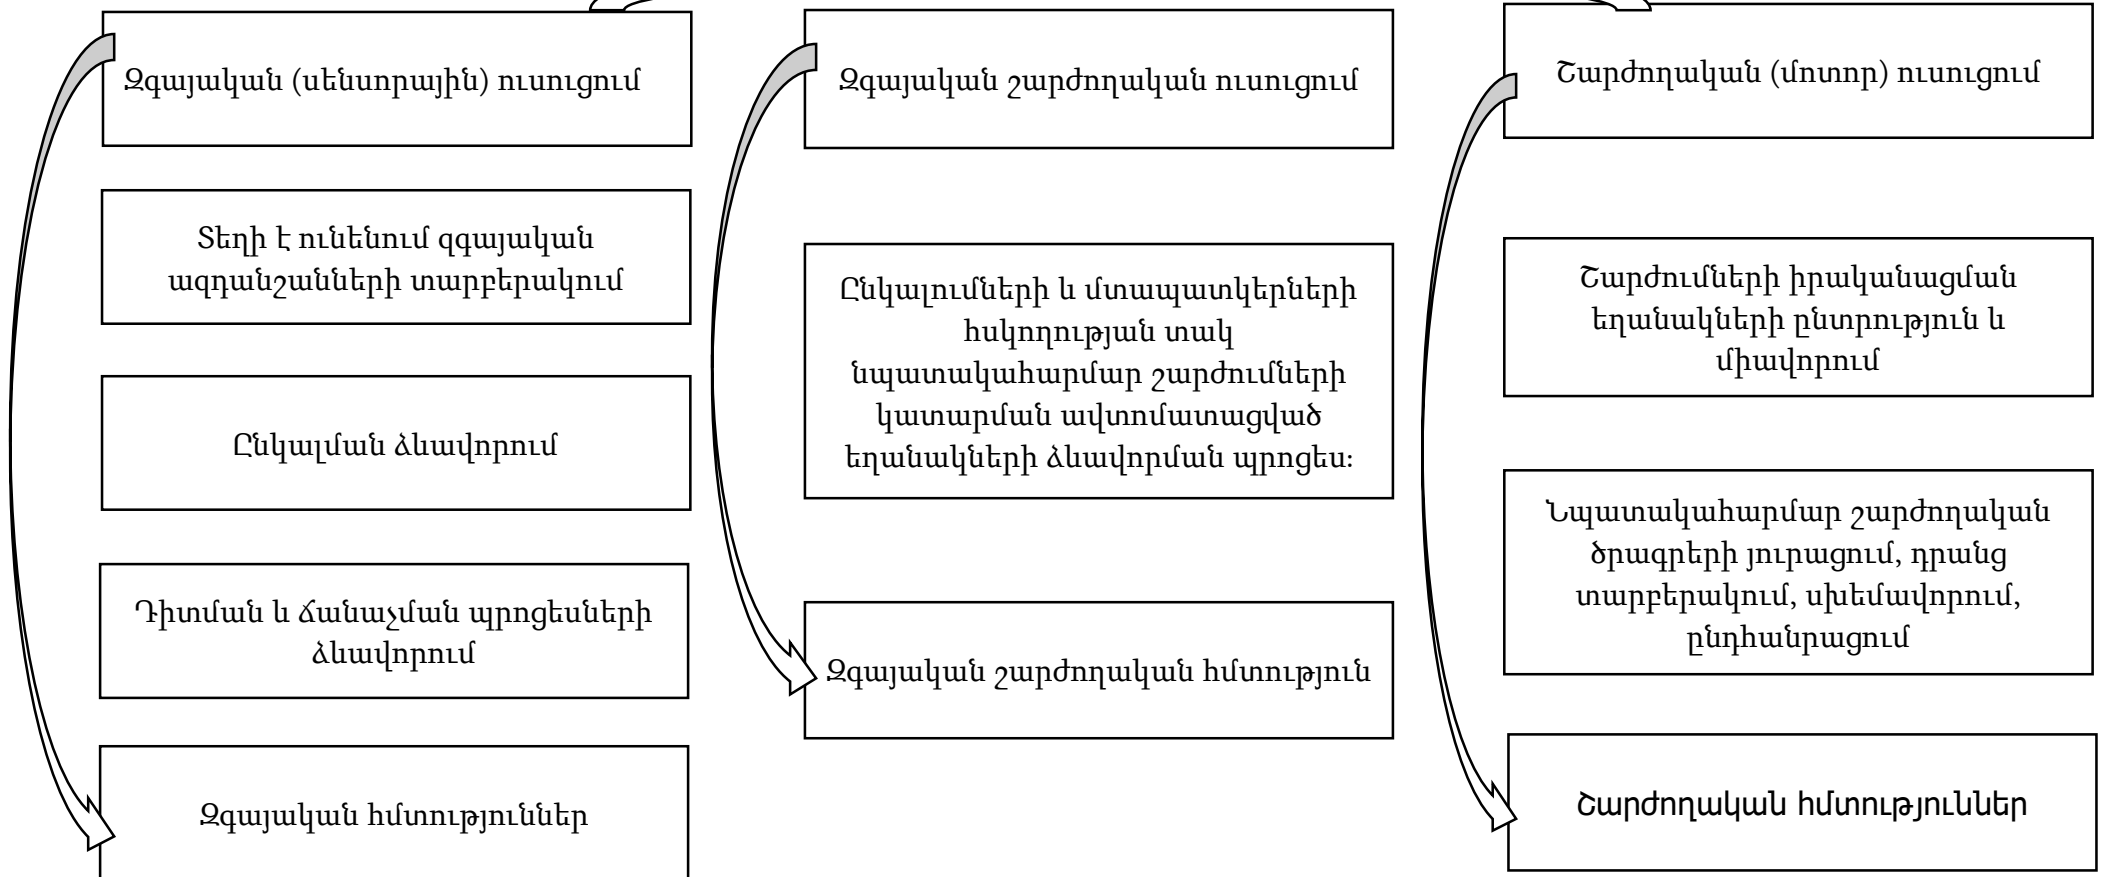 Զգայական (սենսորային) ուսուցում
Տեղի է ունենում զգայական
ազդանշանների տարբերակում
Ընկալման ձևավորում
Դիտման և ճանաչման պրոցեսների
ձևավորում
Զգայական հմտություններ
Զգայական շարժողական ուսուցում
Ընկալումների և մտապատկերների
հսկողության տակ
նպատակահարմար շարժումների
կատարման ավտոմատացված
եղանակների ձևավորման պրոցես։
Զգայական շարժողական հմտություն
Շարժողական (մոտոր) ուսուցում
Շարժումների իրականացման
եղանակների ընտրություն և
միավորում
Նպատակահարմար շարժողական
ծրագրերի յուրացում, դրանց
տարբերակում, սխեմավորում,
ընդհանրացում
Շարժողական հմտություններ